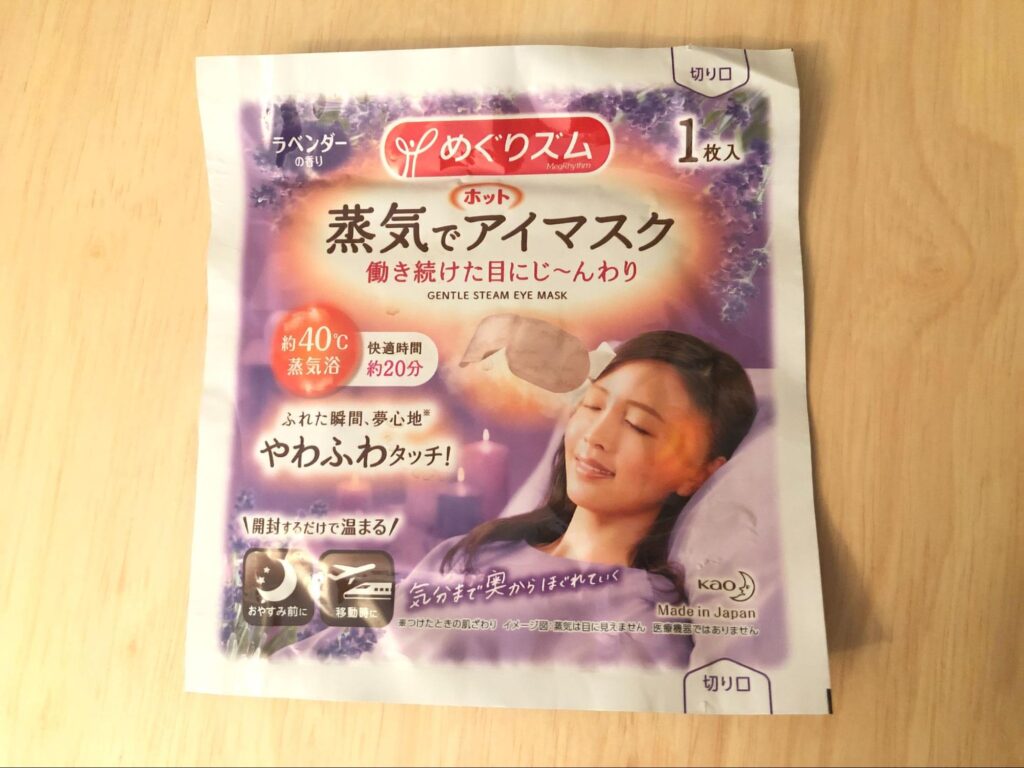 切り口
ラベンダー
の香り
めぐりズム
MegRhythm
1枚入
ホット
蒸気でアイマスク
働き続けた目にじ〜んわり
GENTLE STEAM EYE MASK
約40℃
蒸気浴
快適時間
約20分
ふれた瞬間、夢心地※
やわふわタッチ!
\開封するだけで温まる/
おやすみ前に
移動時に
気分まで奥からほぐれていく
Kao
Made in Japan
※つけたときの肌ざわり イメージ図 蒸気は目に見えません 医療機器ではありません
切り口